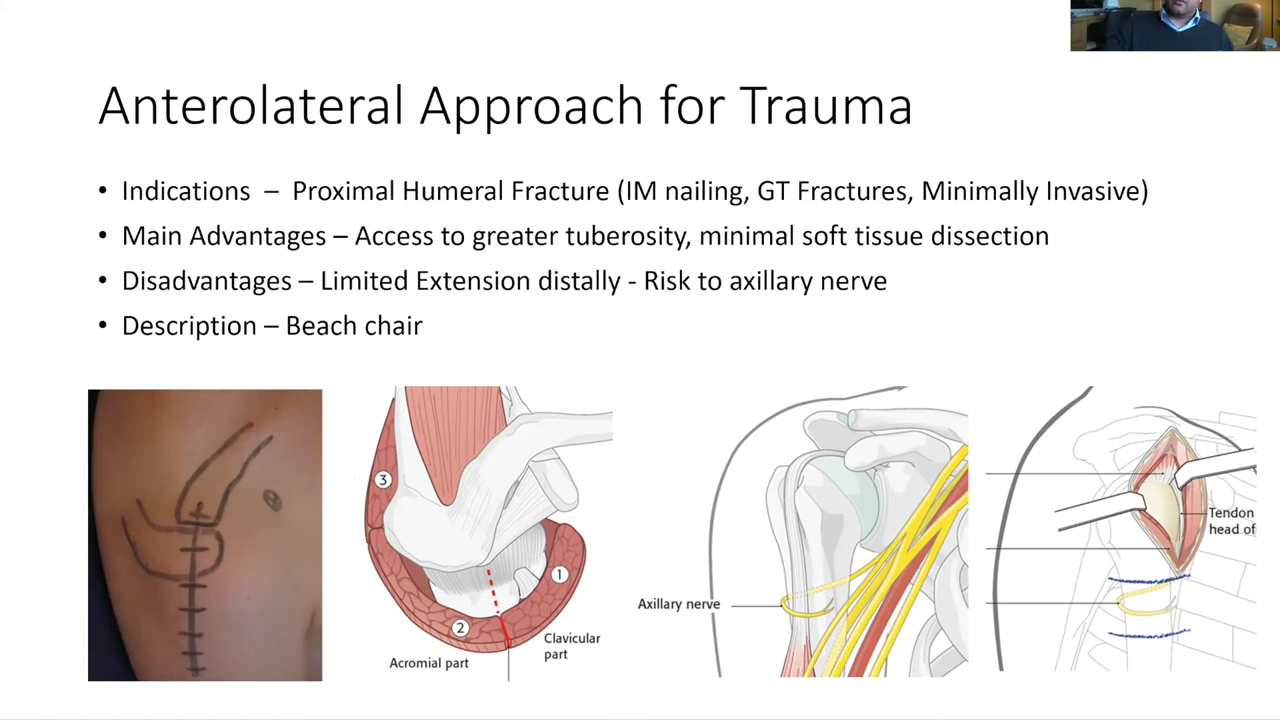 Anterolateral Approach for Trauma
• Indications – Proximal Humeral Fracture (IM nailing, GT Fractures, Minimally Invasive)
• Main Advantages – Access to greater tuberosity, minimal soft tissue dissection
• Disadvantages – Limited Extension distally - Risk to axillary nerve
• Description – Beach chair
3
1
2
Clavicular
part
Acromial part
Axillary nerve
Tendon
head of